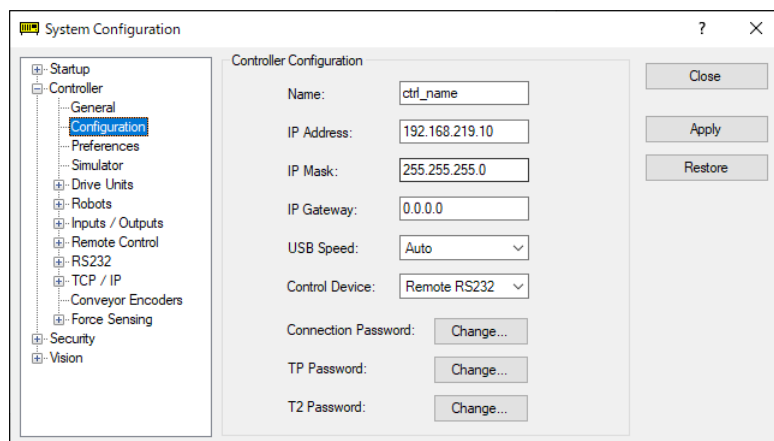 System Configuration
Startup
Controller
General
Configuration
Preferences
Simulator
Drive Units
Robots
Inputs / Outputs
Remote Control
RS232
TCP / IP
Conveyor Encoders
Force Sensing
Security
Vision
Controller Configuration
Name: ctrl_name
IP Address: 192.168.219.10
IP Mask: 255.255.255.0
IP Gateway: 0.0.0.0
USB Speed: Auto
Control Device: Remote RS232
Connection Password: Change...
TP Password: Change...
T2 Password: Change...
Close
Apply
Restore